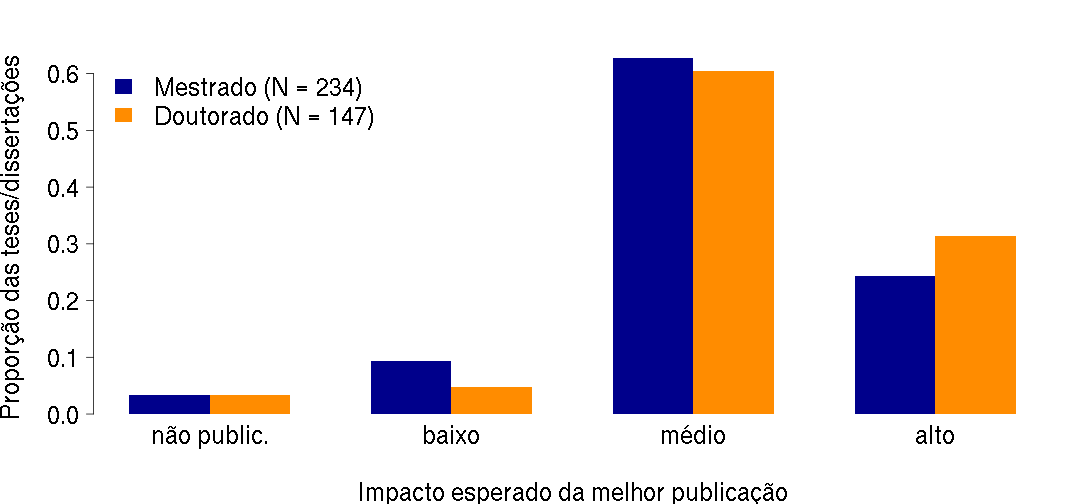 Proporção das teses/dissertações
0.6
0.5
0.4
0.3
0.2
0.1
0.0
Mestrado (N = 234)
Doutorado (N = 147)
não public.
baixo
médio
alto
Impacto esperado da melhor publicação